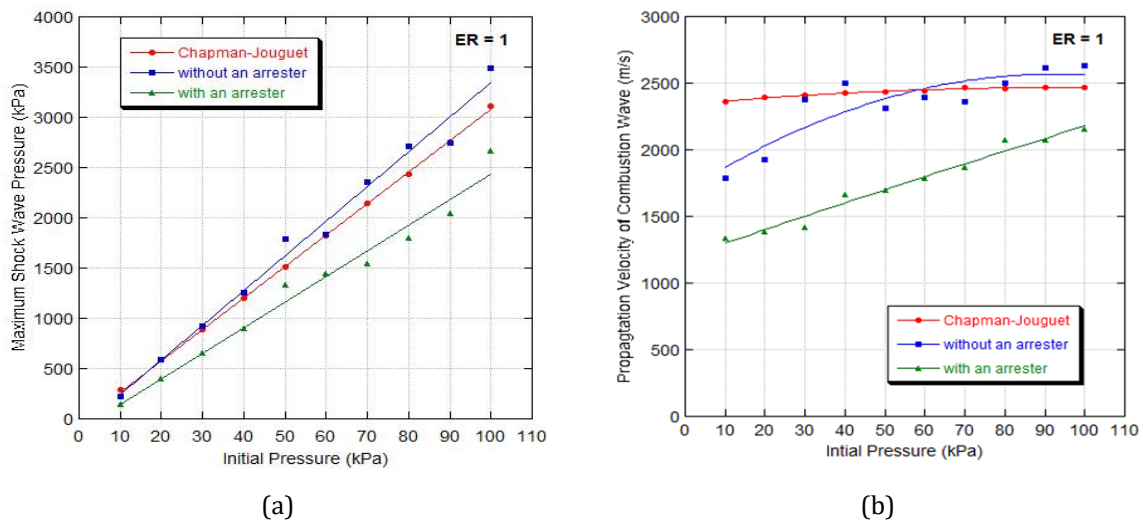 4000
3500
3000
2500
2000
1500
1000
500
0
Maximum Shock Wave Pressure (kPa)
ER = 1
Chapman-Jouguet
without an arrester
with an arrester
0 10 20 30 40 50 60 70 80 90 100 110
Initial Pressure (kPa)
(a)
3000
2500
2000
1500
1000
500
0
Propagtation Velocity of Combustion Wave (m/s)
ER = 1
Chapman-Jouguet
without an arrester
with an arrester
0 10 20 30 40 50 60 70 80 90 100 110
Intial Pressure (kPa)
(b)